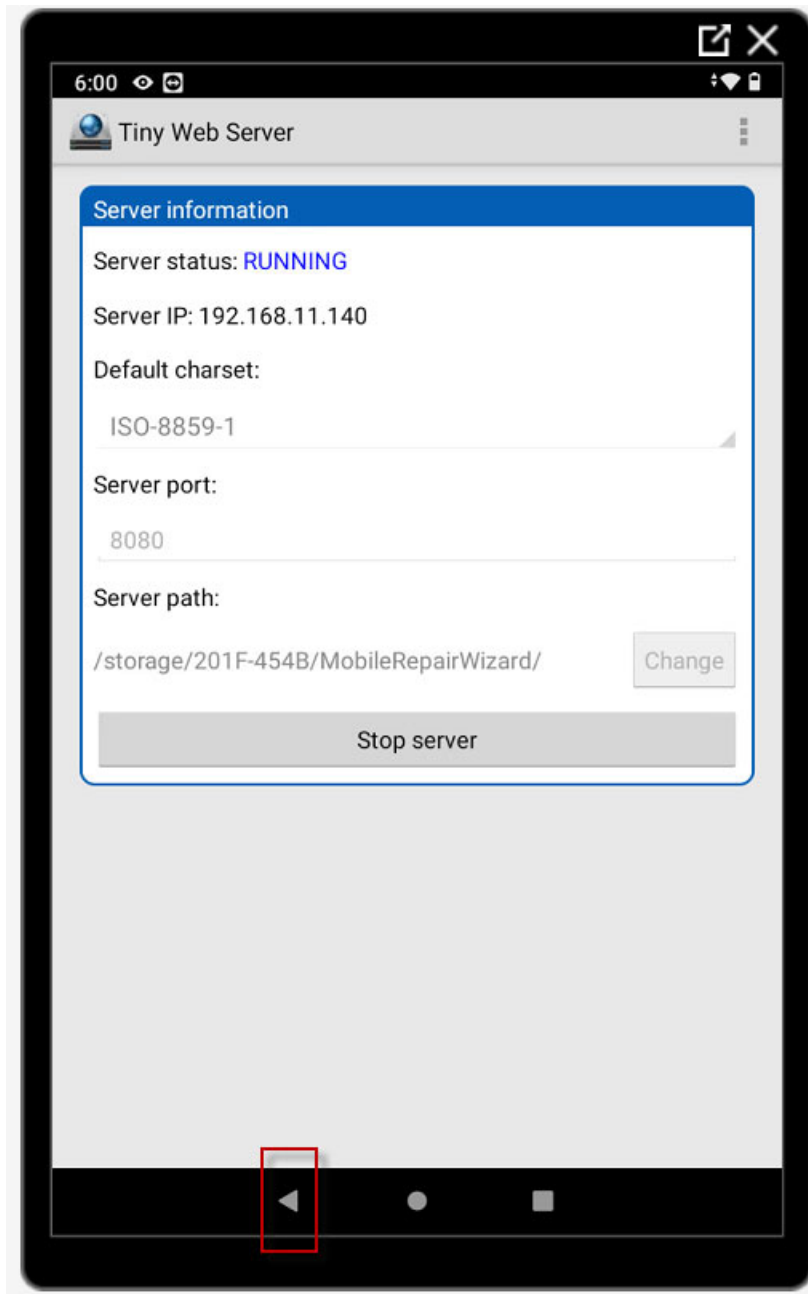 6:00
Tiny Web Server
Server information
Server status: RUNNING
Server IP: 192.168.11.140
Default charset:
ISO-8859-1
Server port:
8080
Server path:
/storage/201F-454B/MobileRepairWizard/ Change
Stop server